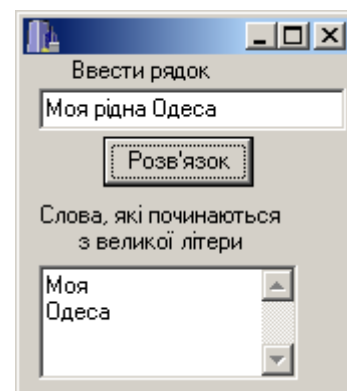 Ввести рядок
Моя рідна Одеса
Розв'язок
Слова, які починаються
з великої літери
Моя
Одеса